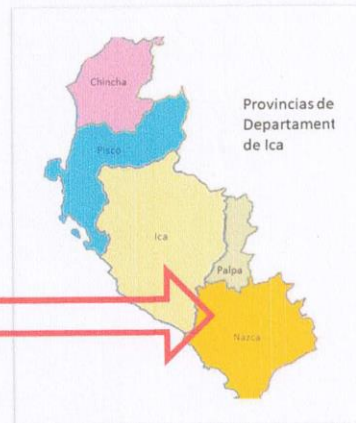 Chincha
Provincias de
Departament
de Ica
Pisco
Ica
Palpa
Nazca